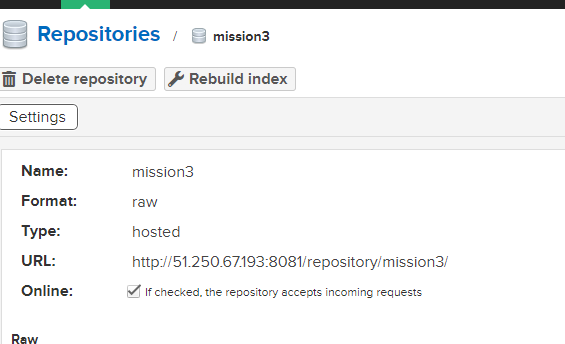 Repositories / mission3
Delete repository Rebuild index
Settings
Name: mission3
Format: raw
Type: hosted
URL: http://51.250.67.193:8081/repository/mission3/
Online: If checked, the repository accepts incoming requests
Raw